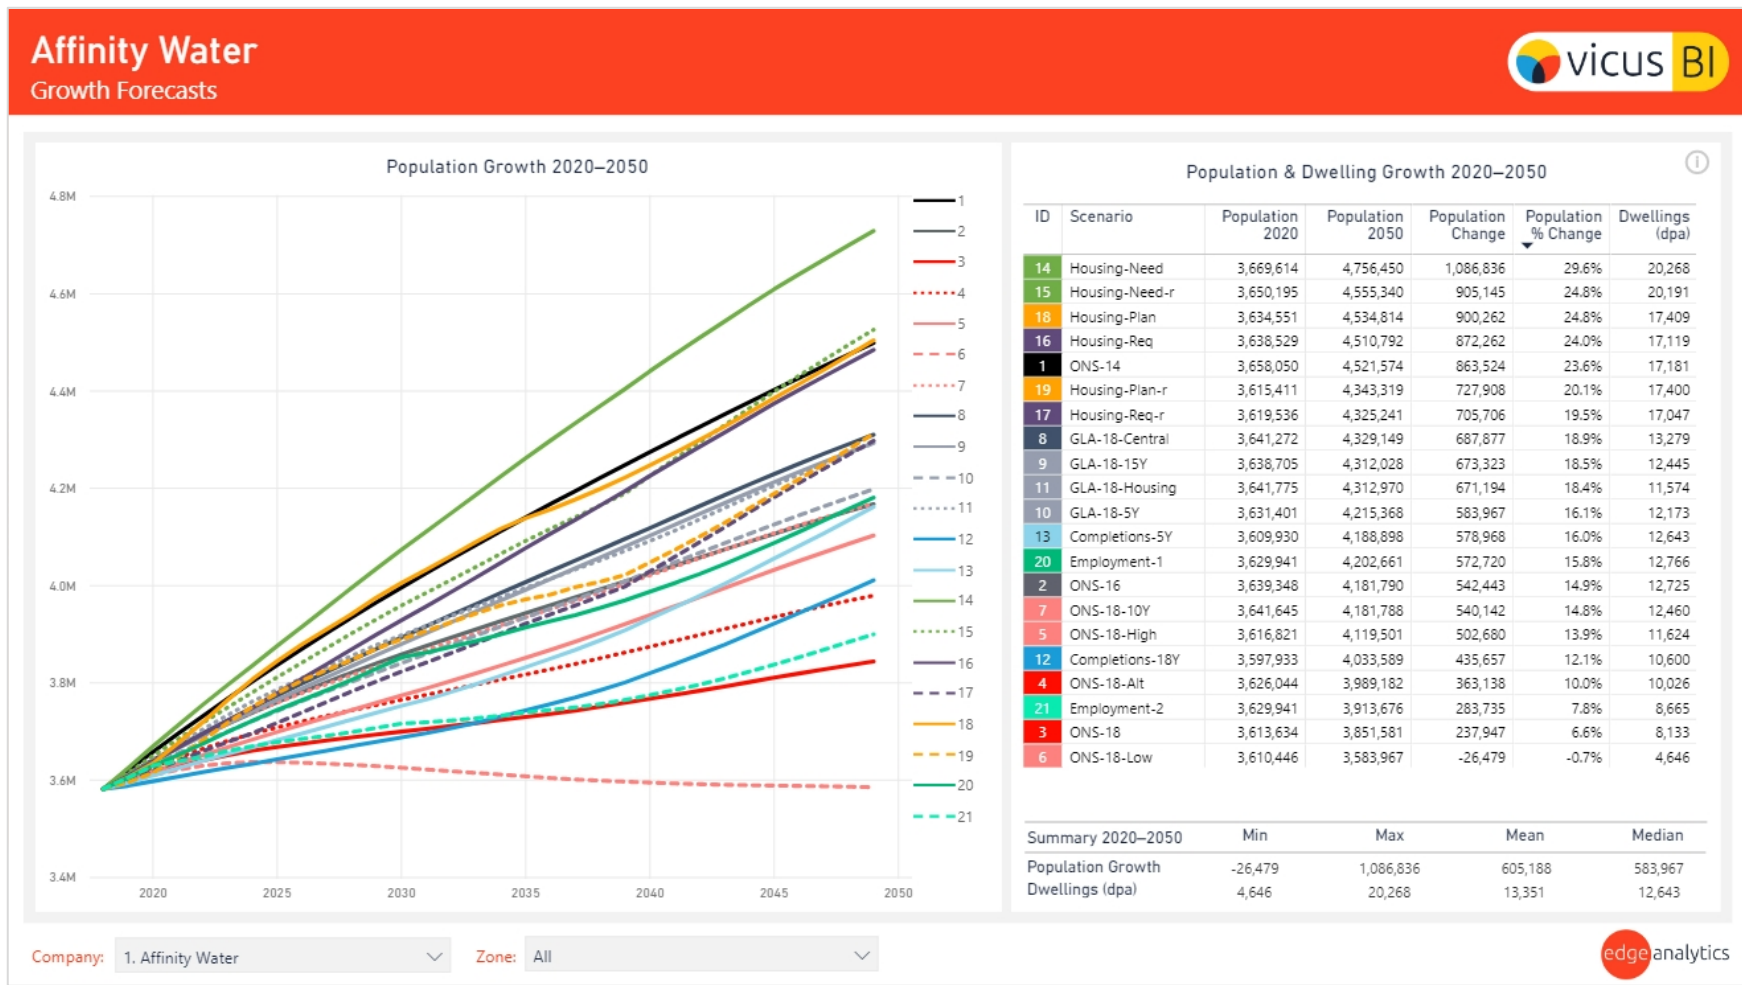 Affinity Water
Growth Forecasts
vicus BI
Population Growth 2020–2050
4.8M
4.6M
4.4M
4.2M
4.0M
3.8M
3.6M
3.4M
2020 2025 2030 2035 2040 2045 2050
1
2
3
4
5
6
7
8
9
10
11
12
13
14
15
16
17
18
19
20
21
Population & Dwelling Growth 2020–2050
ID Scenario Population 2020 Population 2050 Population Change Population % Change Dwellings (dpa)
14 Housing-Need 3,669,614 4,756,450 1,086,836 29.6% 20,268
15 Housing-Need-r 3,650,195 4,555,340 905,145 24.8% 20,191
18 Housing-Plan 3,634,551 4,534,814 900,262 24.8% 17,409
16 Housing-Req 3,638,529 4,510,792 872,262 24.0% 17,119
1 ONS-14 3,658,050 4,521,574 863,524 23.6% 17,181
19 Housing-Plan-r 3,615,411 4,343,319 727,908 20.1% 17,400
17 Housing-Req-r 3,619,536 4,325,241 705,706 19.5% 17,047
8 GLA-18-Central 3,641,272 4,329,149 687,877 18.9% 13,279
9 GLA-18-15Y 3,638,705 4,312,028 673,323 18.5% 12,445
11 GLA-18-Housing 3,641,775 4,312,970 671,194 18.4% 11,574
10 GLA-18-5Y 3,631,401 4,215,368 583,967 16.1% 12,173
13 Completions-5Y 3,609,930 4,188,898 578,968 16.0% 12,643
20 Employment-1 3,629,941 4,202,661 572,720 15.8% 12,766
2 ONS-16 3,639,348 4,181,790 542,443 14.9% 12,725
7 ONS-18-10Y 3,641,645 4,181,788 540,142 14.8% 12,460
5 ONS-18-High 3,616,821 4,119,501 502,680 13.9% 11,624
12 Completions-18Y 3,597,933 4,033,589 435,657 12.1% 10,600
4 ONS-18-Alt 3,626,044 3,989,182 363,138 10.0% 10,026
21 Employment-2 3,629,941 3,913,676 283,735 7.8% 8,665
3 ONS-18 3,613,634 3,851,581 237,947 6.6% 8,133
6 ONS-18-Low 3,610,446 3,583,967 -26,479 -0.7% 4,646
Summary 2020–2050 Min Max Mean Median
Population Growth -26,479 1,086,836 605,188 583,967
Dwellings (dpa) 4,646 20,268 13,351 12,643
Company: 1. Affinity Water Zone: All
edge analytics